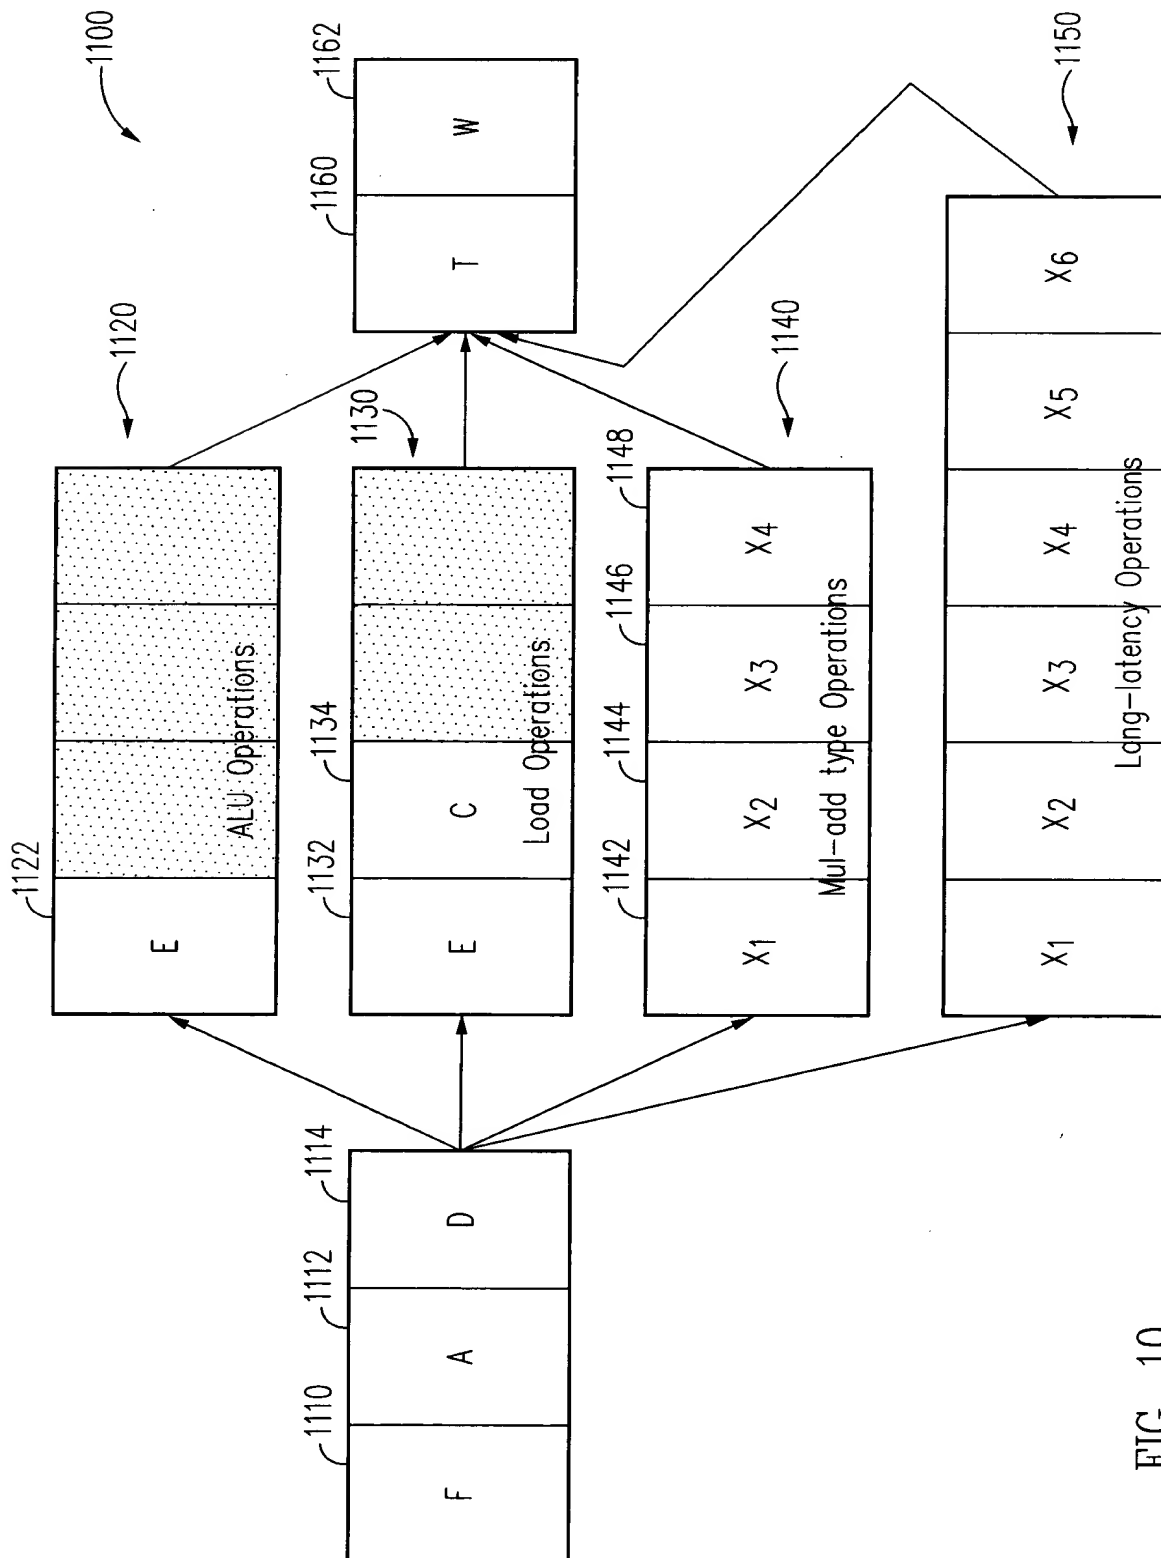 1100
1110
1112
1114
F
A
D
1120
1122
E
ALU Operations
1130
1132
1134
E
C
Load Operations
1140
1142
1144
1146
1148
X1
X2
X3
X4
Mul-add type Operations
1150
X1
X2
X3
X4
X5
X6
Long-latency Operations
1160
1162
T
W
FIG. 10